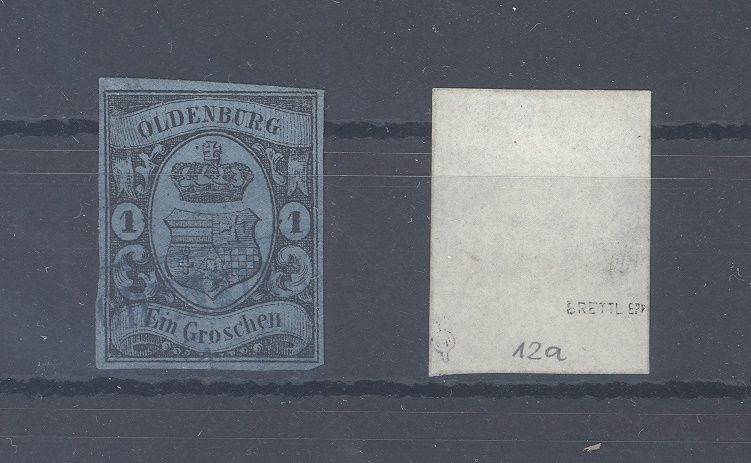 OLDENBURG
1 1
Ein Groschen
BRETTL BPP
12a